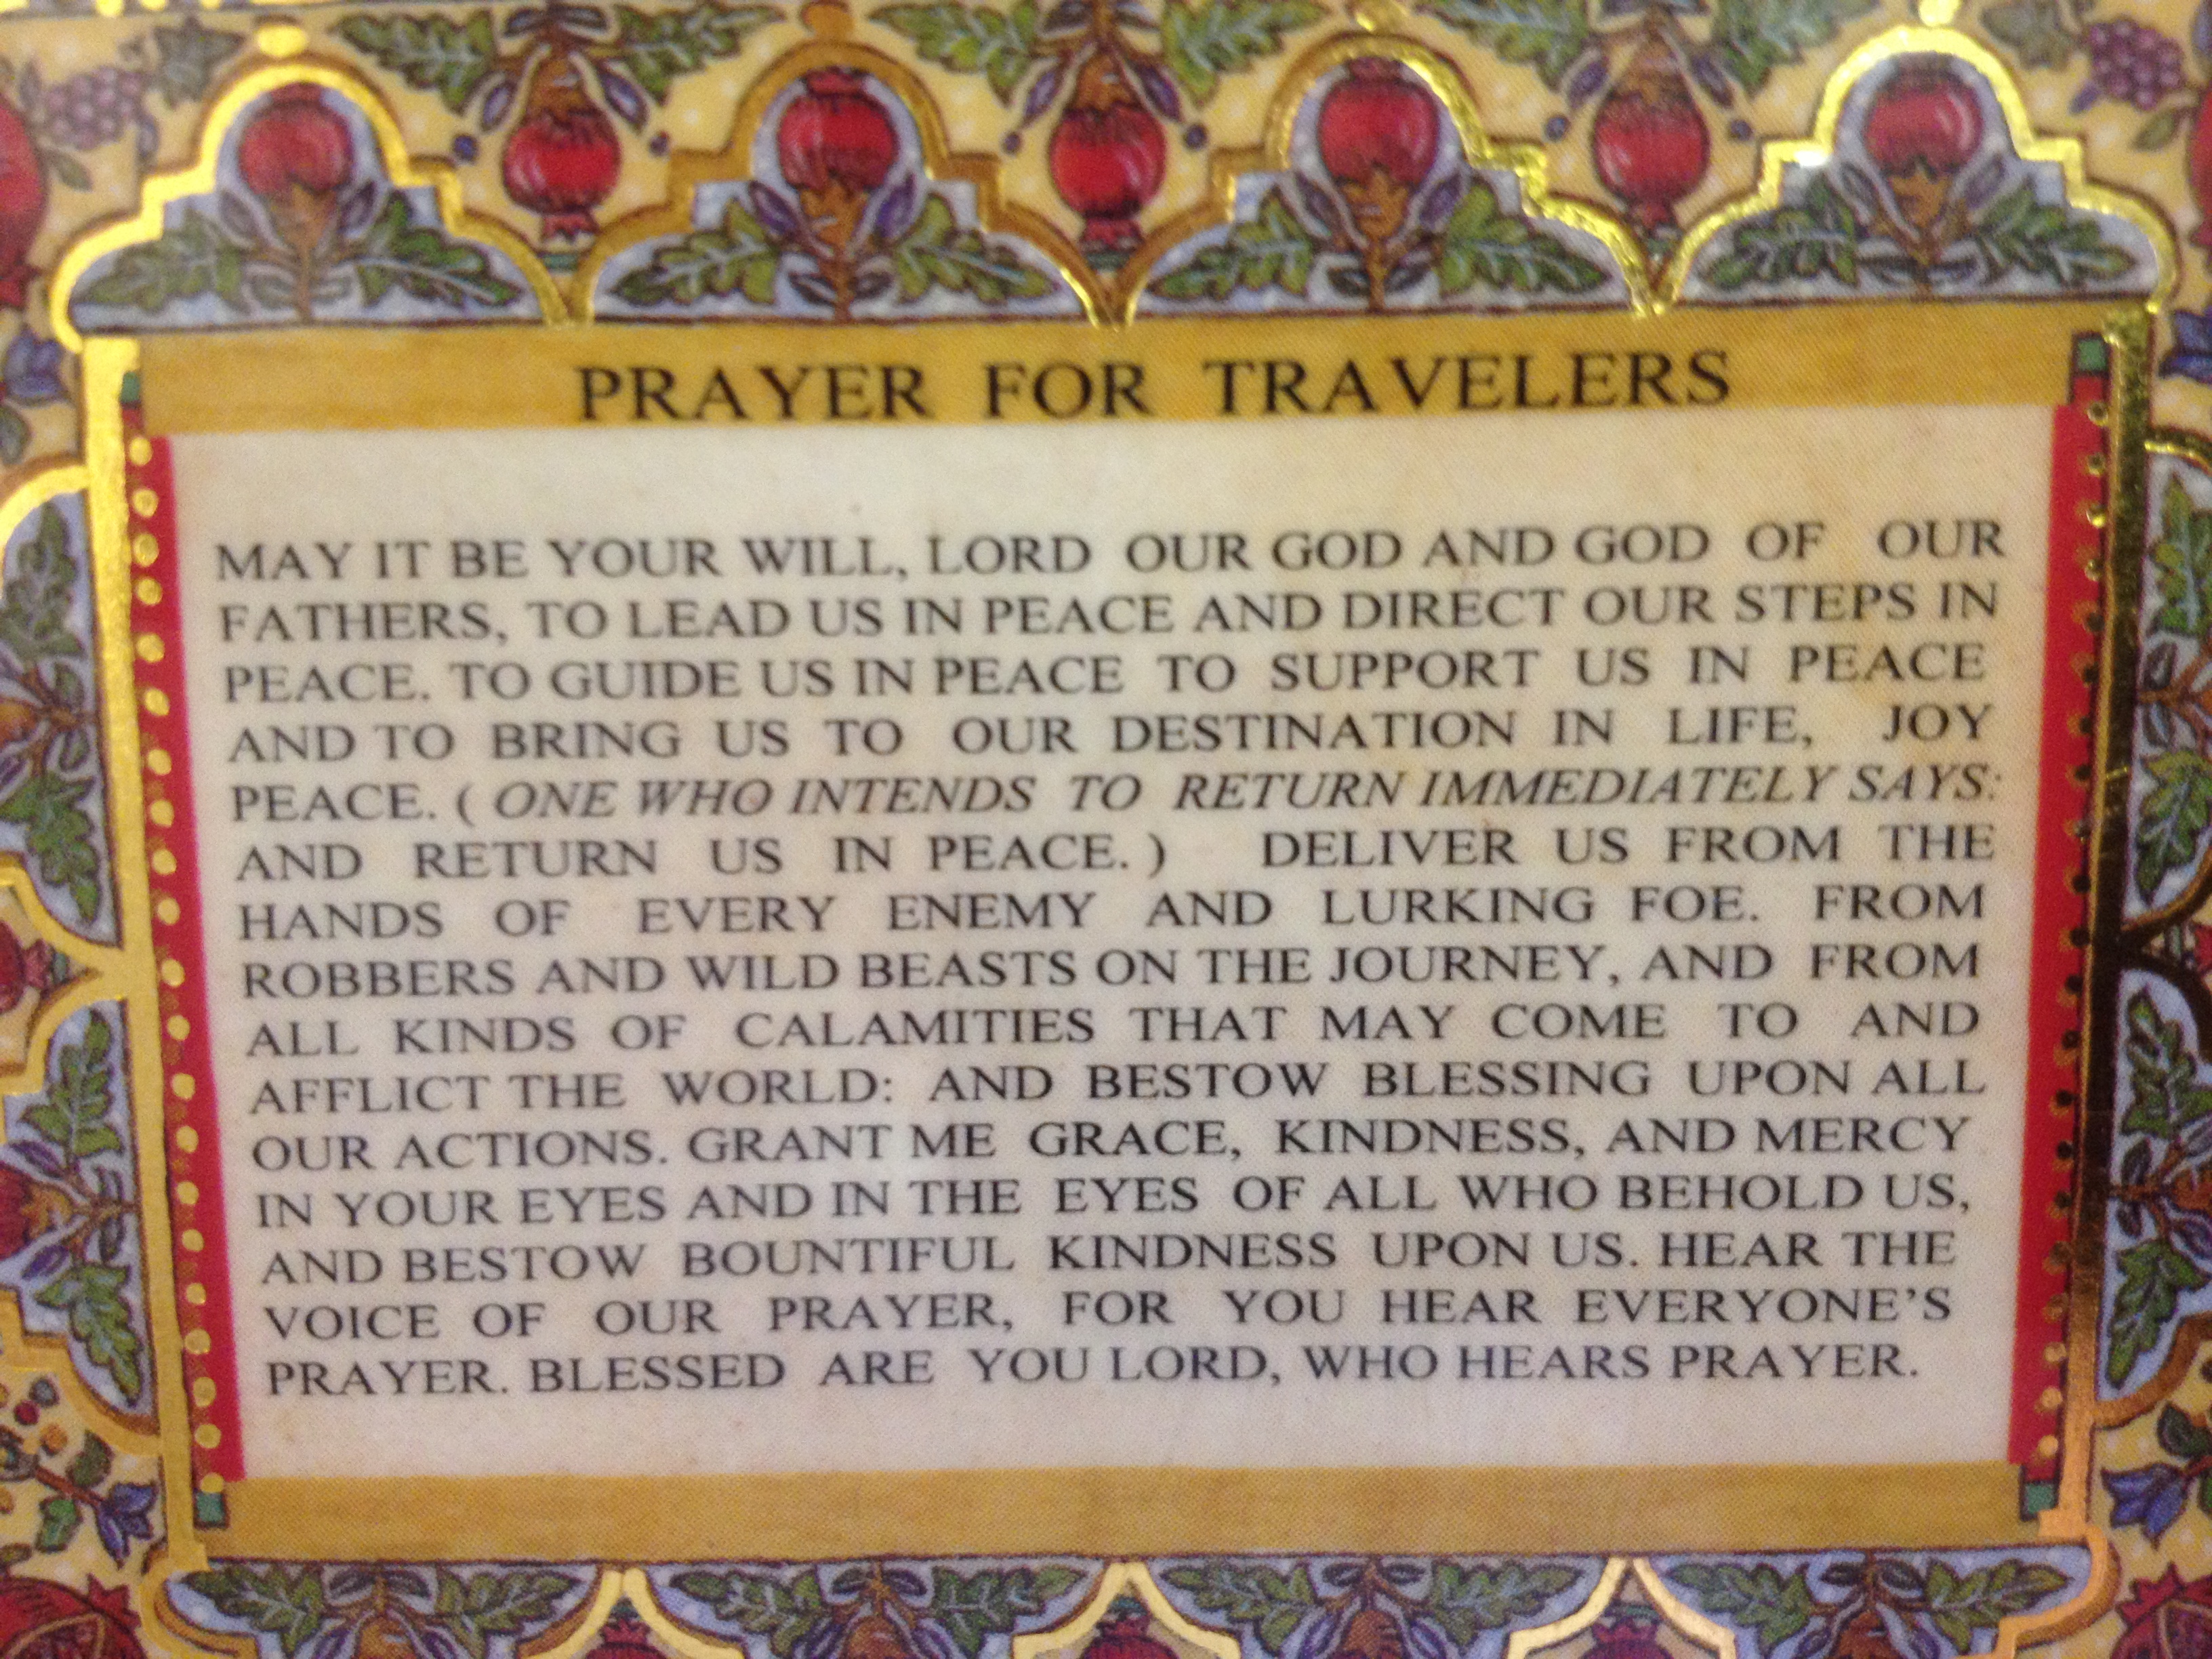 PRAYER FOR TRAVELERS
MAY IT BE YOUR WILL, LORD OUR GOD AND GOD OF OUR
FATHERS, TO LEAD US IN PEACE AND DIRECT OUR STEPS IN
PEACE. TO GUIDE US IN PEACE TO SUPPORT US IN PEACE
AND TO BRING US TO OUR DESTINATION IN LIFE, JOY
PEACE. ( ONE WHO INTENDS TO RETURN IMMEDIATELY SAYS:
AND RETURN US IN PEACE. ) DELIVER US FROM THE
HANDS OF EVERY ENEMY AND LURKING FOE. FROM
ROBBERS AND WILD BEASTS ON THE JOURNEY, AND FROM
ALL KINDS OF CALAMITIES THAT MAY COME TO AND
AFFLICT THE WORLD: AND BESTOW BLESSING UPON ALL
OUR ACTIONS. GRANT ME GRACE, KINDNESS, AND MERCY
IN YOUR EYES AND IN THE EYES OF ALL WHO BEHOLD US,
AND BESTOW BOUNTIFUL KINDNESS UPON US. HEAR THE
VOICE OF OUR PRAYER, FOR YOU HEAR EVERYONE'S
PRAYER. BLESSED ARE YOU LORD, WHO HEARS PRAYER.